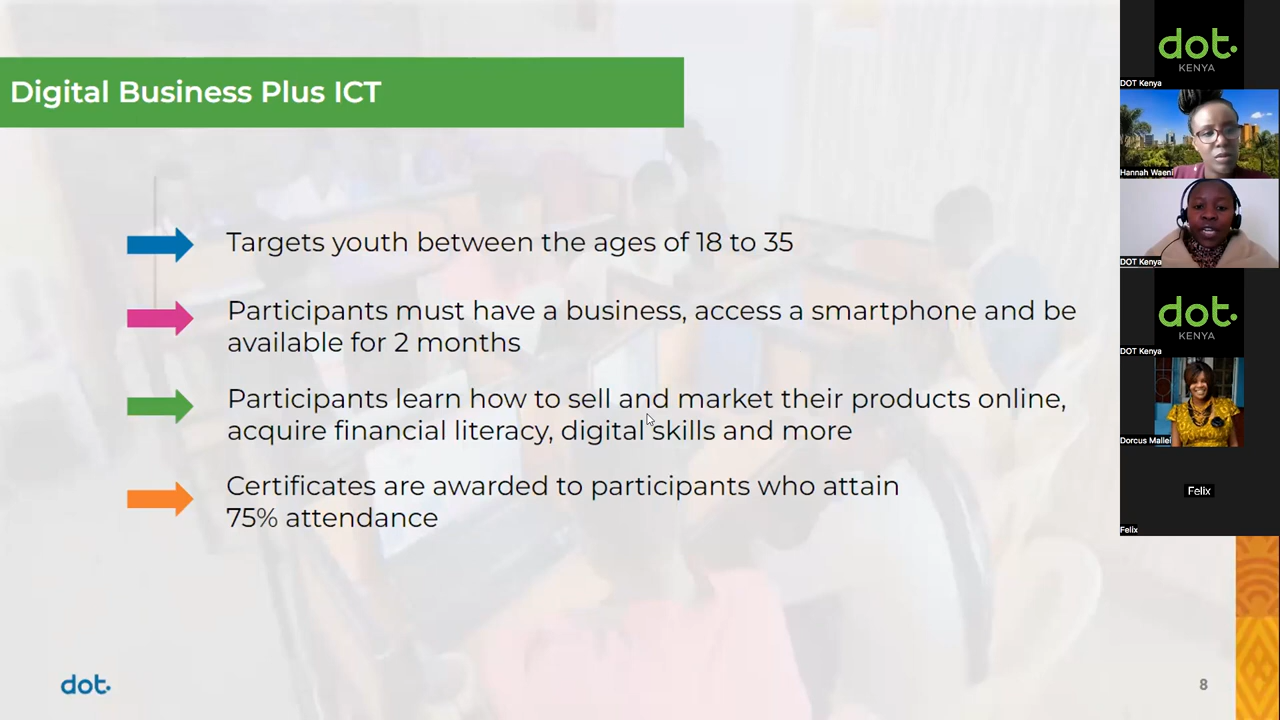 Digital Business Plus ICT
Targets youth between the ages of 18 to 35
Participants must have a business, access a smartphone and be
available for 2 months
Participants learn how to sell and market their products online,
acquire financial literacy, digital skills and more
Certificates are awarded to participants who attain
75% attendance
dot.
8
dot.
KENYA
DOT Kenya
Hannah Waeni
DOT Kenya
dot.
KENYA
DOT Kenya
Dorcus Mallei
Felix
Felix